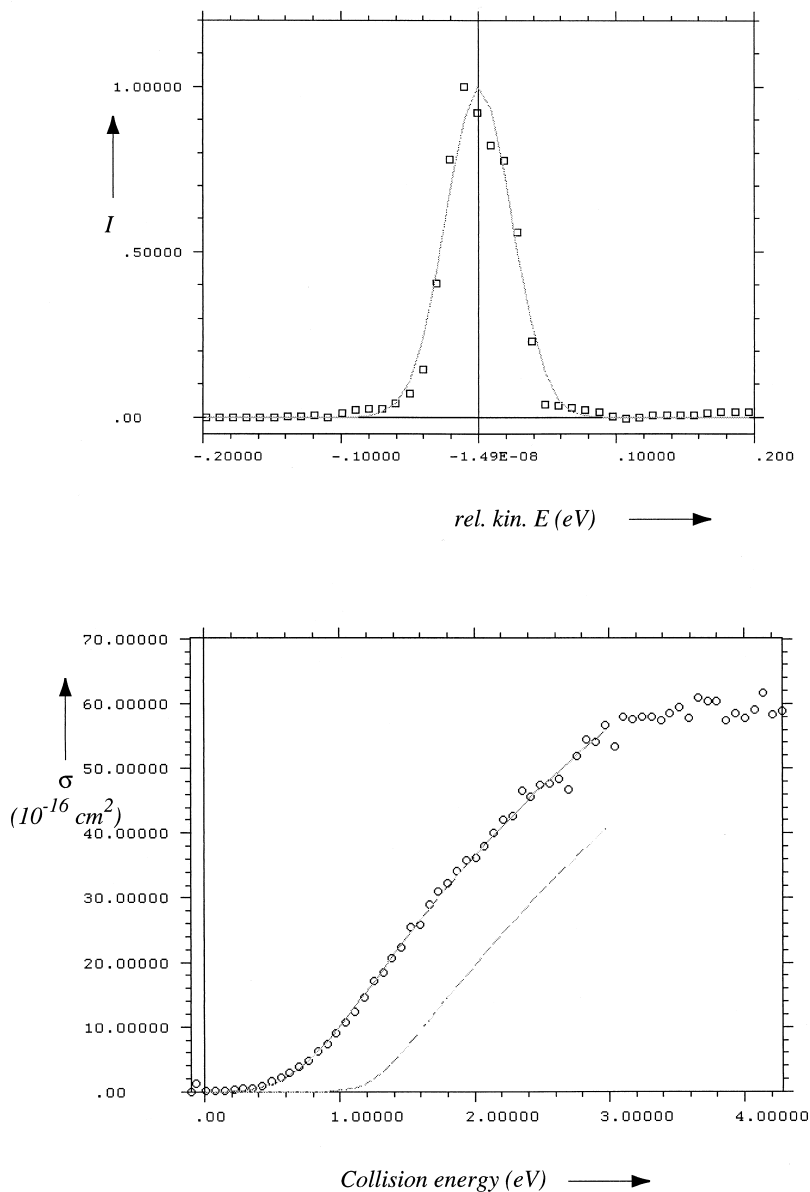 1.00000
I
.50000
.00
-.20000 -.10000 -1.49E-08 .10000 .200
rel. kin. E (eV)
70.00000
60.00000
50.00000
σ
(10⁻¹⁶ cm²)
40.00000
30.00000
20.00000
10.00000
.00
.00 1.00000 2.00000 3.00000 4.00000
Collision energy (eV)